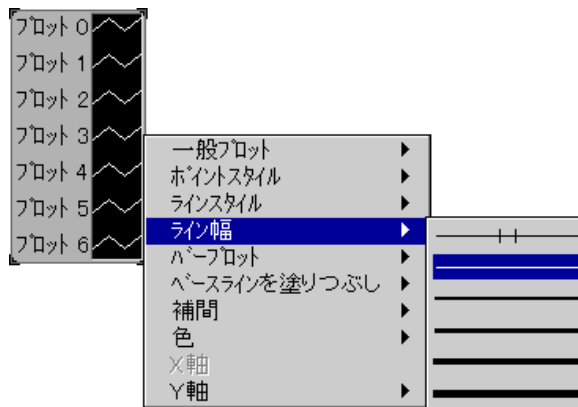 プロット 0
プロット 1
プロット 2
プロット 3
プロット 4
プロット 5
プロット 6
一般プロット
ポイントスタイル
ラインスタイル
ライン幅
バープロット
ベースラインを塗りつぶし
補間
色
X軸
Y軸